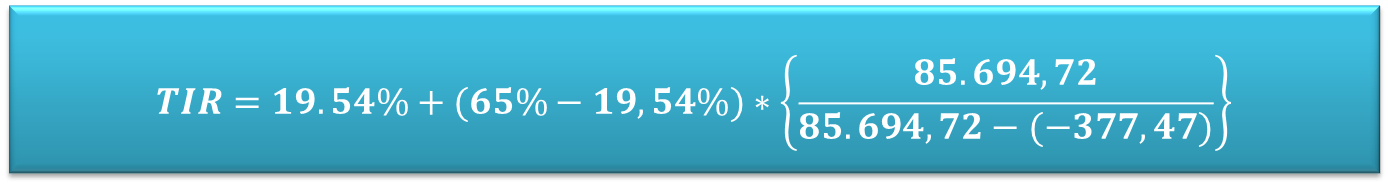 TIR = 19.54% + (65% − 19,54%) * { 85.694,72 / 85.694,72 − (−377,47) }